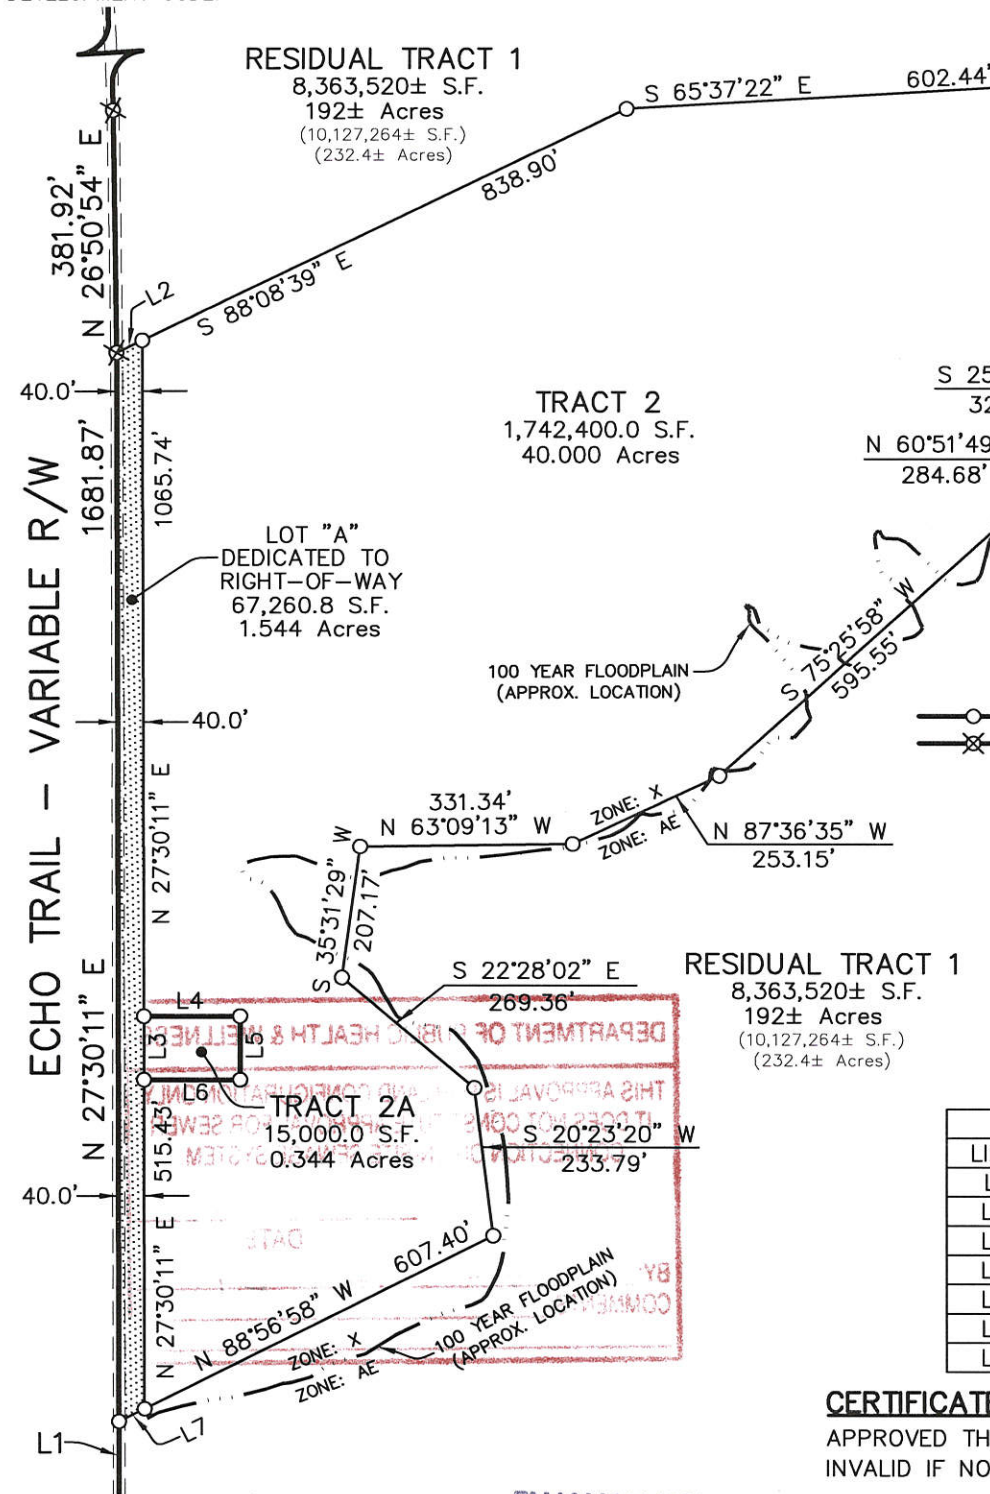 RESIDUAL TRACT 1
8,363,520± S.F.
192± Acres
(10,127,264± S.F.)
(232.4± Acres)
S 65°37'22" E
602.44'
838.90'
S 88°08'39" E
381.92'
N 26°50'54" E
L2
40.0'
1681.87'
1065.74'
TRACT 2
1,742,400.0 S.F.
40.000 Acres
S 25
32
N 60°51'49
284.68'
LOT "A"
DEDICATED TO
RIGHT-OF-WAY
67,260.8 S.F.
1.544 Acres
ECHO TRAIL - VARIABLE R/W
100 YEAR FLOODPLAIN
(APPROX. LOCATION)
S 75°25'58" W
595.55'
40.0'
N 27°30'11" E
331.34'
N 63°09'13" W
ZONE: X
ZONE: AE
N 87°36'35" W
253.15'
S 35°31'29" W
207.17'
S 22°28'02" E
269.36'
RESIDUAL TRACT 1
8,363,520± S.F.
192± Acres
(10,127,264± S.F.)
(232.4± Acres)
N 27°30'11" E
L4
L3
L5
L6
DEPARTMENT OF PUBLIC HEALTH & WELLNESS
TRACT 2A
15,000.0 S.F.
0.344 Acres
515.43'
S 20°23'20" W
233.79'
40.0'
DATE
BY:
N 27°30'11" E
607.40'
N 88°56'58" W
ZONE: X
ZONE: AE
100 YEAR FLOODPLAIN
(APPROX. LOCATION)
L1
L7
LI
L
L
L
L
L
L
L
CERTIFICATE
APPROVED TH
INVALID IF NO